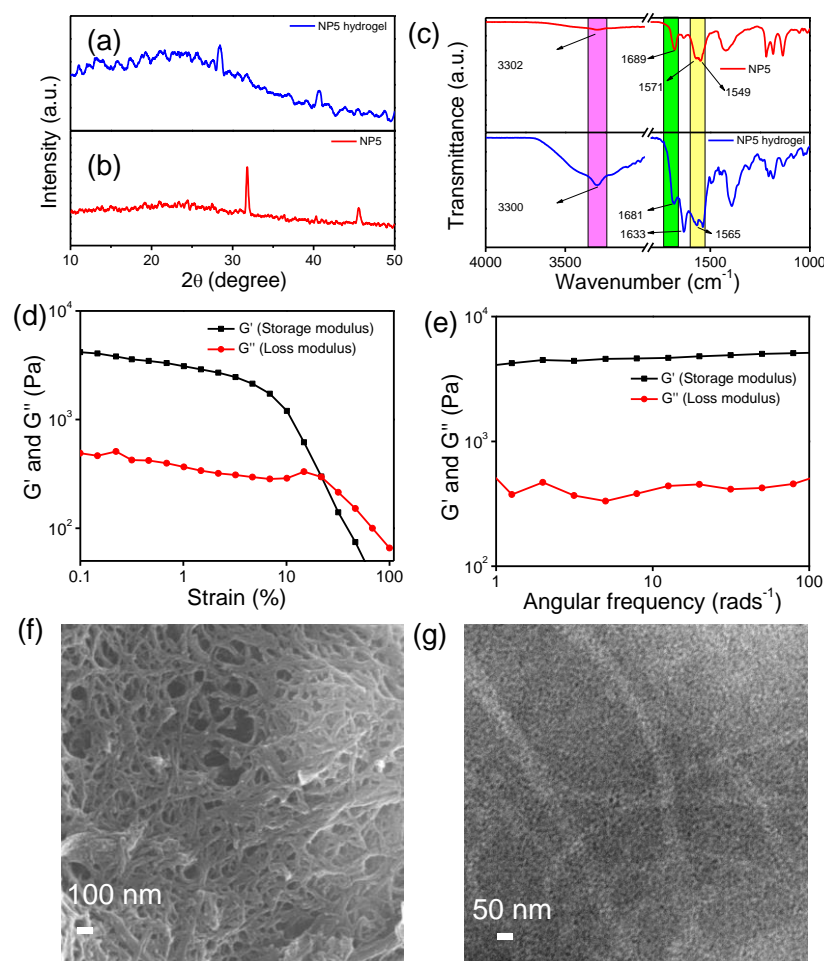 (a)
NP5 hydrogel
(b)
NP5
Intensity (a.u.)
10 20 30 40 50
2θ (degree)
(c)
3302
1689
1571
1549
NP5
NP5 hydrogel
3300
1681
1633
1565
Transmittance (a.u.)
4000 3500 1500 1000
Wavenumber (cm⁻¹)
(d)
G' (Storage modulus)
G'' (Loss modulus)
G' and G'' (Pa)
10⁴
10³
10²
0.1 1 10 100
Strain (%)
(e)
G' (Storage modulus)
G'' (Loss modulus)
G' and G'' (Pa)
10⁴
10³
10²
1 10 100
Angular frequency (rads⁻¹)
(f)
100 nm
(g)
50 nm